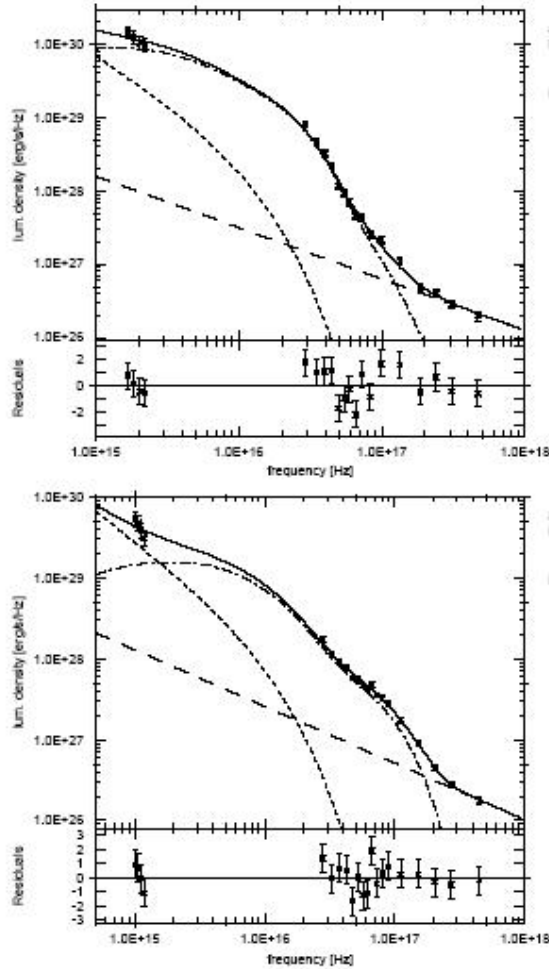 1.0E+30
1.0E+29
1.0E+28
1.0E+27
1.0E+26
lum. density [erg/s/Hz]
2
0
-2
Residuals
1.0E+15 1.0E+16 1.0E+17 1.0E+18
frequency [Hz]
1.0E+30
1.0E+29
1.0E+28
1.0E+27
1.0E+26
lum. density [erg/s/Hz]
3
2
1
0
-1
-2
-3
Residuals
1.0E+15 1.0E+16 1.0E+17 1.0E+18
frequency [Hz]